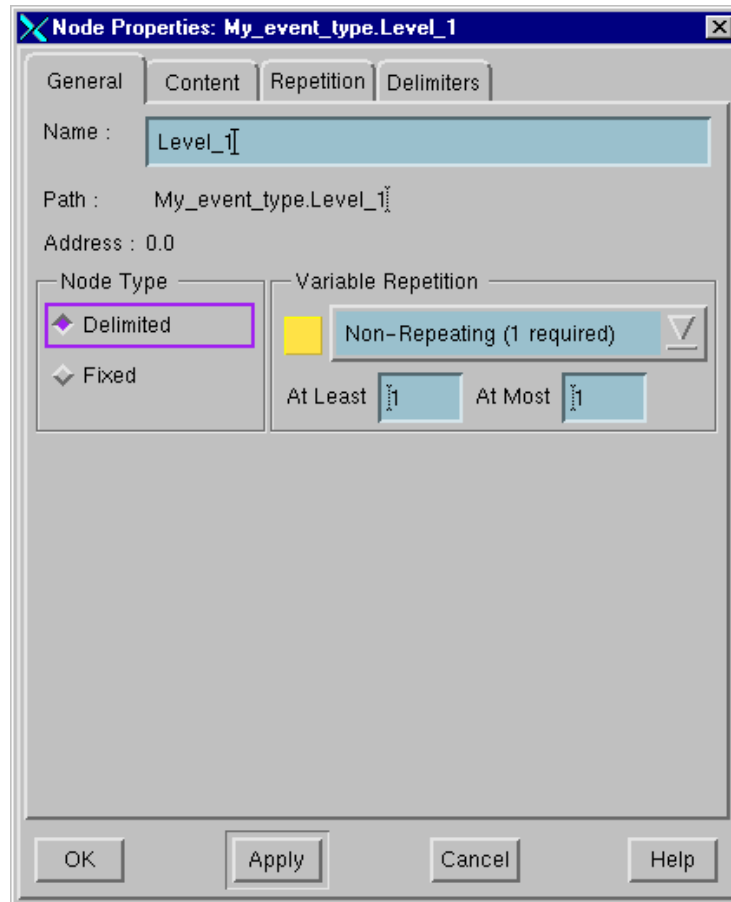 Node Properties: My_event_type.Level_1
General Content Repetition Delimiters
Name : Level_1
Path : My_event_type.Level_1
Address : 0.0
Node Type Variable Repetition
Delimited Non-Repeating (1 required)
Fixed
At Least 1 At Most 1
OK Apply Cancel Help